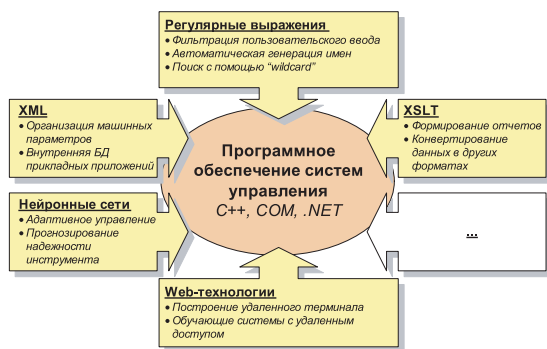 Регулярные выражения
• Фильтрация пользовательского ввода
• Автоматическая генерация имен
• Поиск с помощью “wildcard”
XML
• Организация машинных
параметров
• Внутренняя БД
прикладных приложений
XSLT
• Формирование отчетов
• Конвертирование
данных в других
форматах
Программное
обеспечение систем
управления
C++, COM, .NET
Нейронные сети
• Адаптивное управление
• Прогнозирование
надежности
инструмента
...
Web-технологии
• Построение удаленного терминала
• Обучающие системы с удаленным
доступом